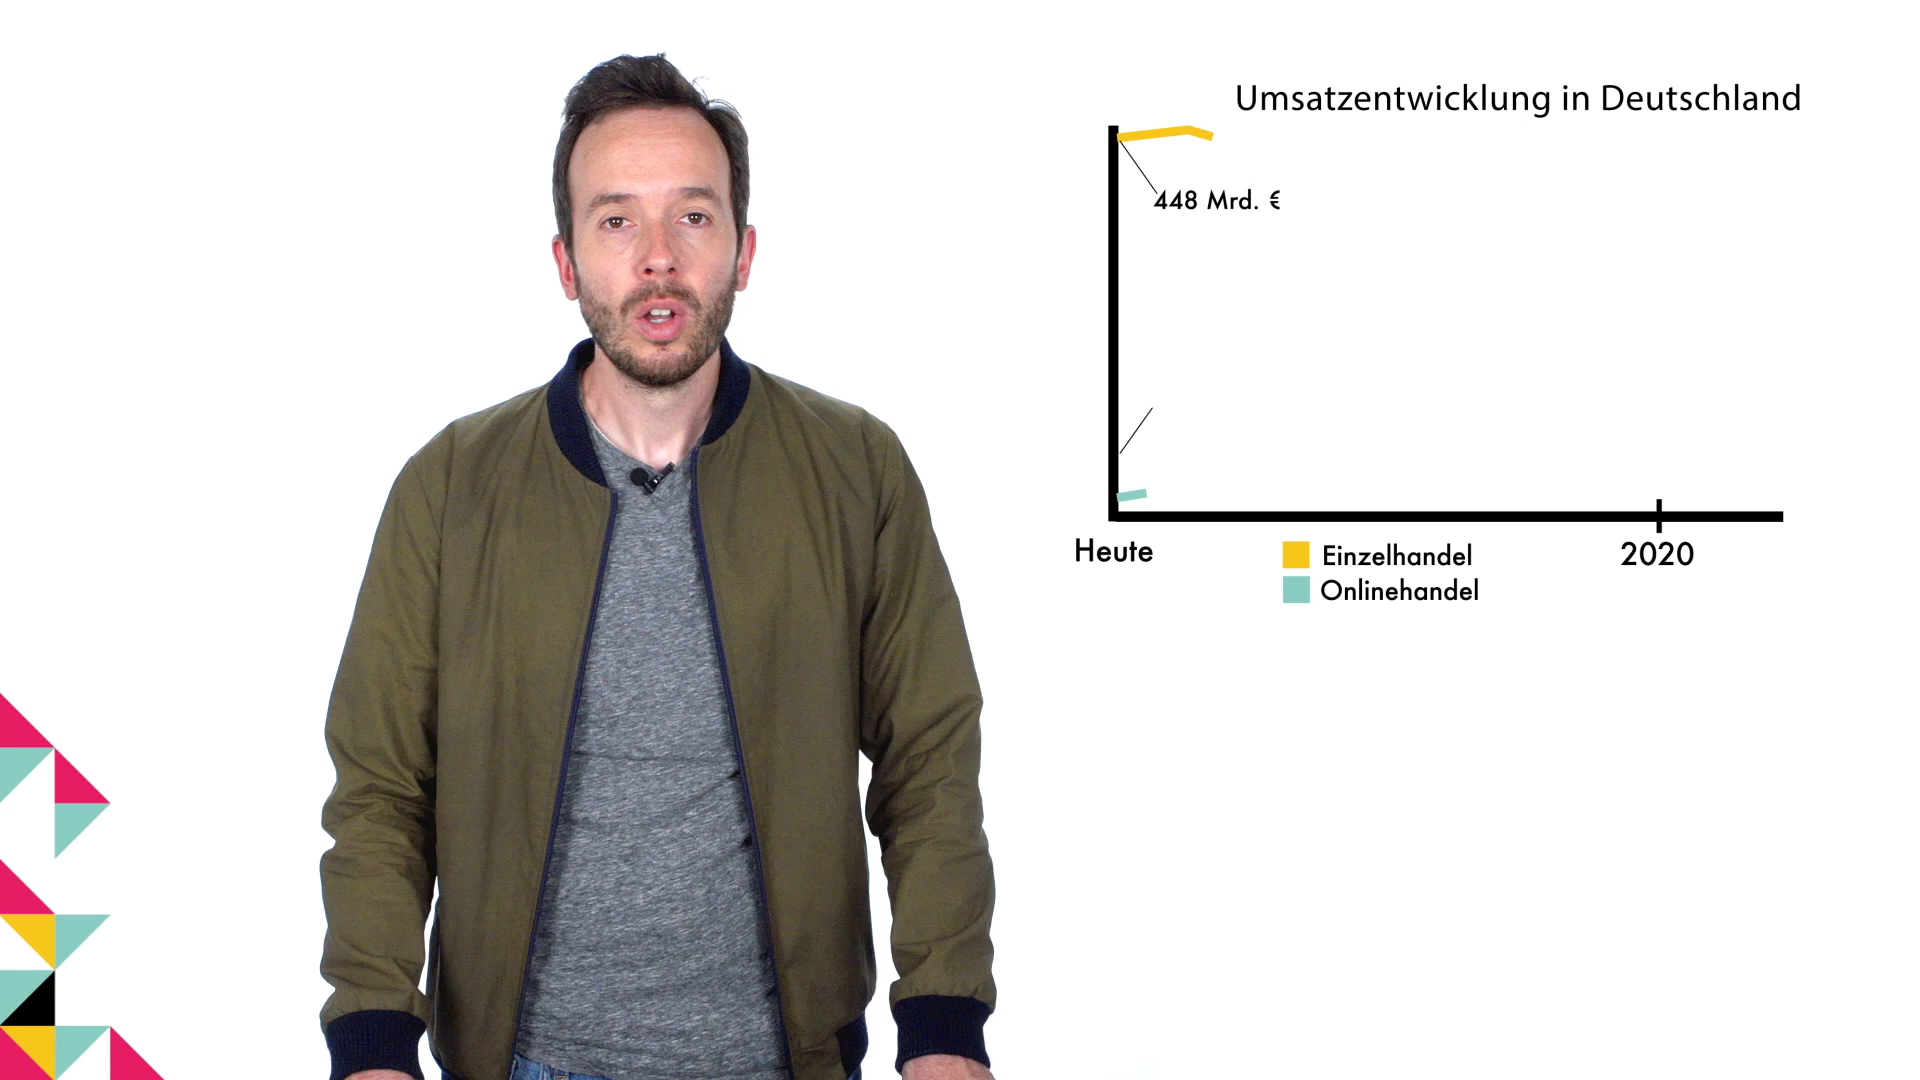 Umsatzentwicklung in Deutschland
448 Mrd. €
Heute
2020
Einzelhandel
Onlinehandel